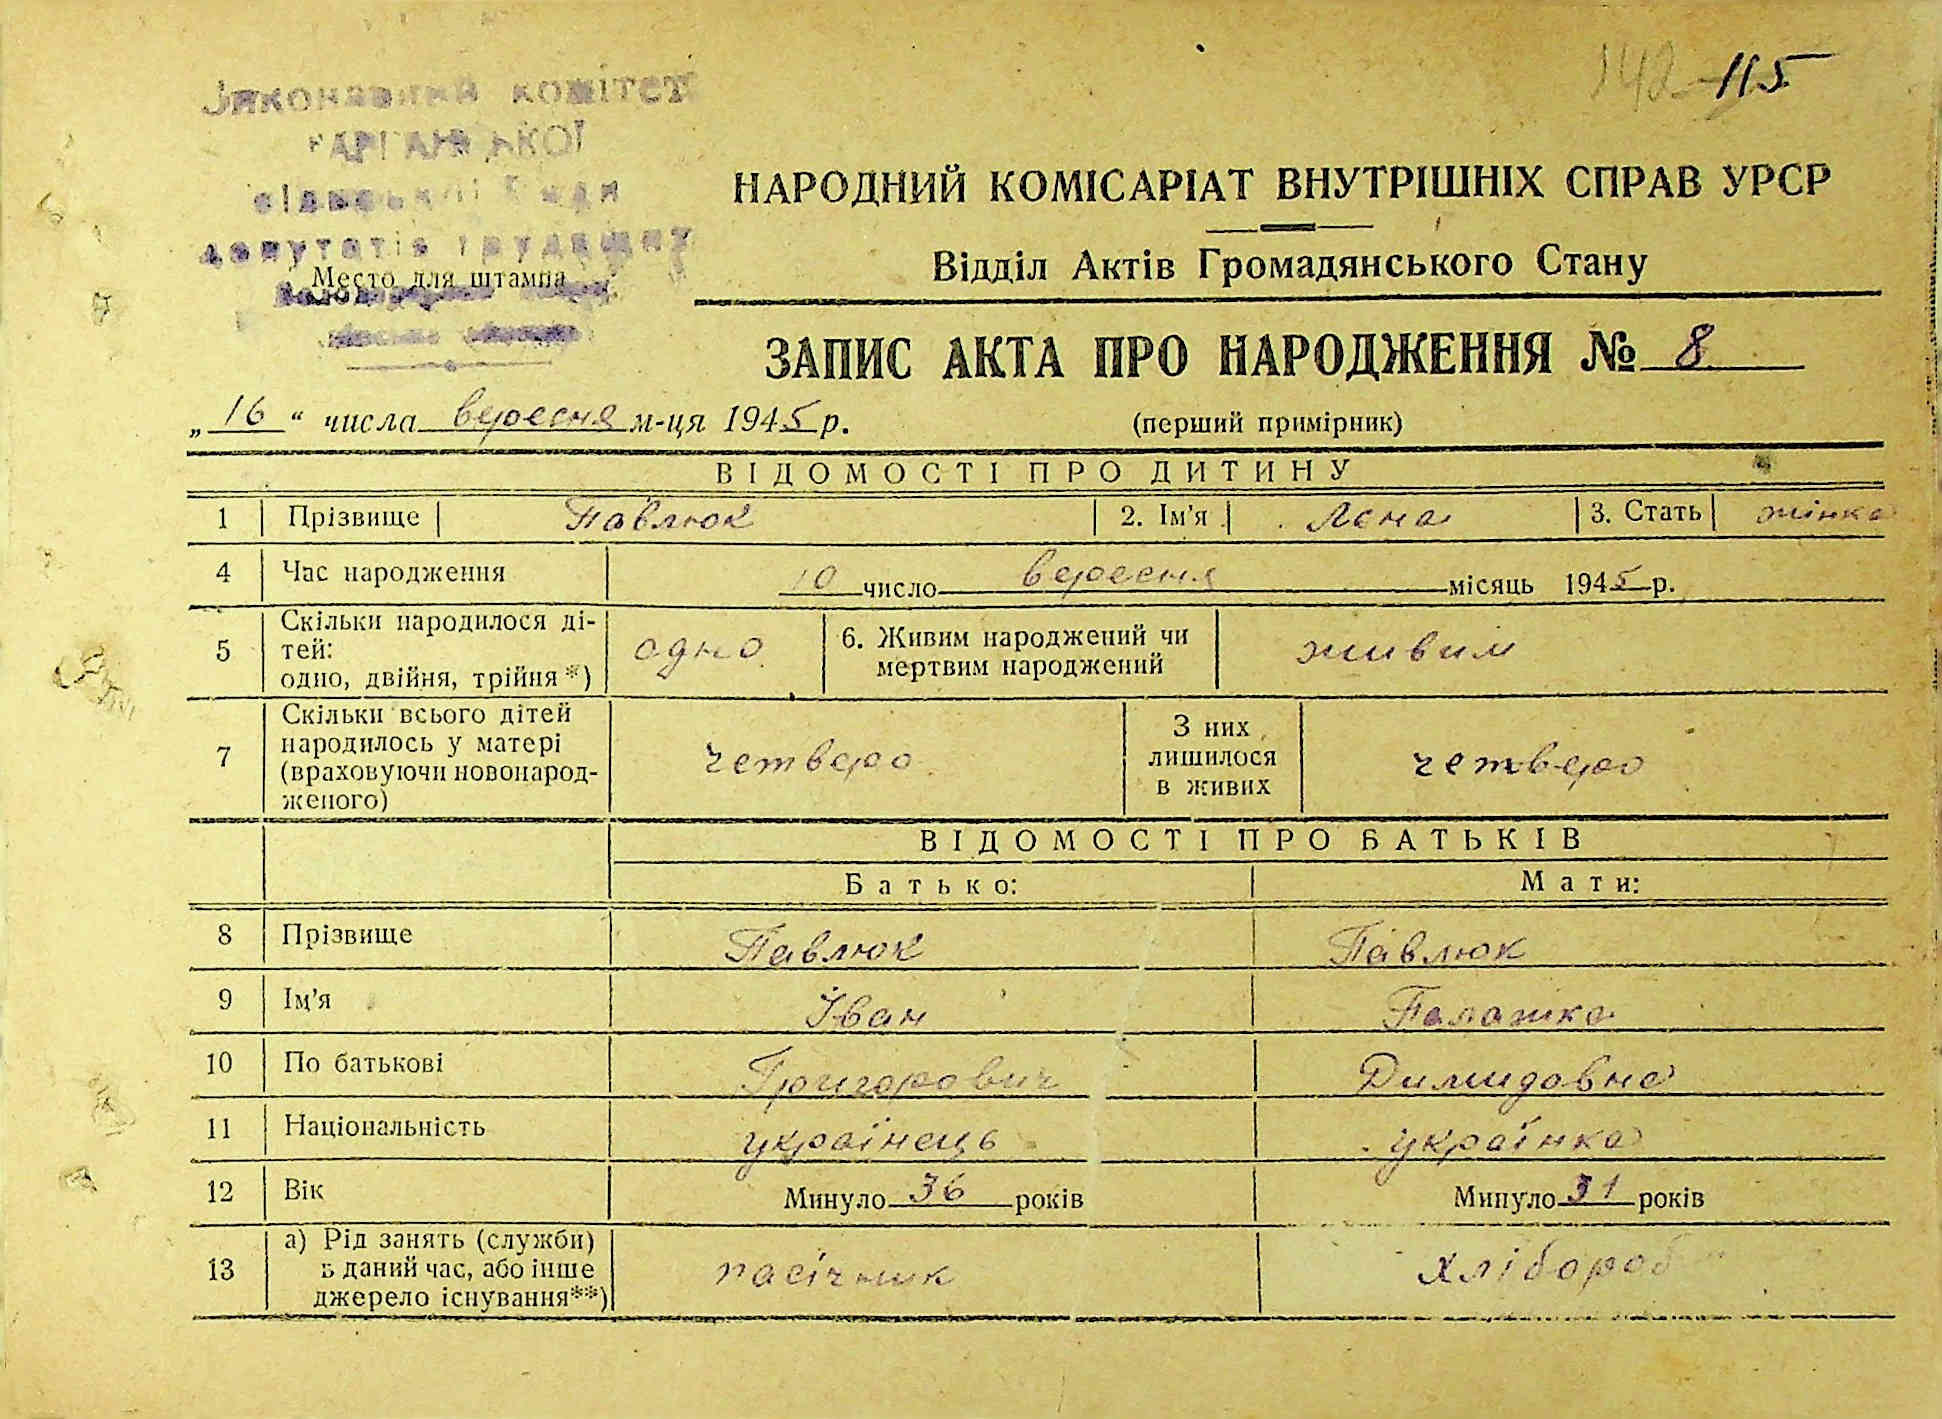 142 115
Виконавчий комітет
сільської Ради
депутатів трудящих
Место для штампа
НАРОДНИЙ КОМІСАРІАТ ВНУТРІШНІХ СПРАВ УРСР
Відділ Актів Громадянського Стану
ЗАПИС АКТА ПРО НАРОДЖЕННЯ № 8
„16“ числа вересня м-ця 1945 р. (перший примірник)
ВІДОМОСТІ ПРО ДИТИНУ
1 Прізвище Павлюк 2. Ім'я Лєна 3. Стать жінка
4 Час народження 10 число вересня місяць 1945 р.
5 Скільки народилося ді-
тей:
одно, двійня, трійня*) одно 6. Живим народжений чи
мертвим народжений живим
7 Скільки всього дітей
народилось у матері
(враховуючи новонарод-
женого) четверо З них
лишилося
в живих четверо
ВІДОМОСТІ ПРО БАТЬКІВ
Батько: Мати:
8 Прізвище Павлюк Павлюк
9 Ім'я Іван Палажка
10 По батькові Григорович Димидовна
11 Національність українець українка
12 Вік Минуло 36 років Минуло 31 років
13 а) Рід занять (служби)
в даний час, або інше
джерело існування**) пасічник хлібороб